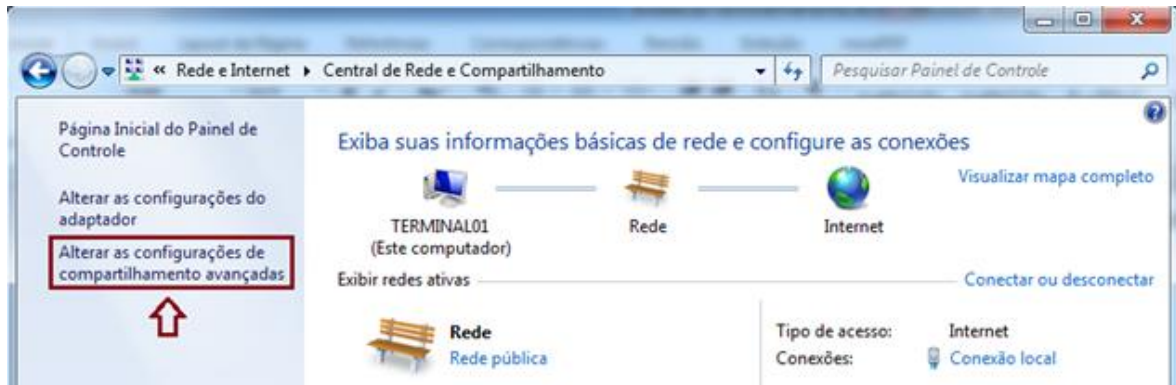 « Rede e Internet ▸ Central de Rede e Compartilhamento
Pesquisar Painel de Controle
Página Inicial do Painel de
Controle
Alterar as configurações do
adaptador
Alterar as configurações de
compartilhamento avançadas
Exiba suas informações básicas de rede e configure as conexões
Visualizar mapa completo
TERMINAL01
(Este computador)
Rede
Internet
Exibir redes ativas
Conectar ou desconectar
Rede
Rede pública
Tipo de acesso: Internet
Conexões: Conexão local